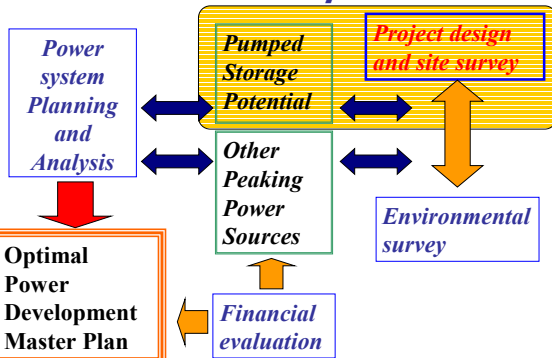 Power
system
Planning
and
Analysis
Pumped
Storage
Potential
Project design
and site survey
Other
Peaking
Power
Sources
Environmental
survey
Optimal
Power
Development
Master Plan
Financial
evaluation